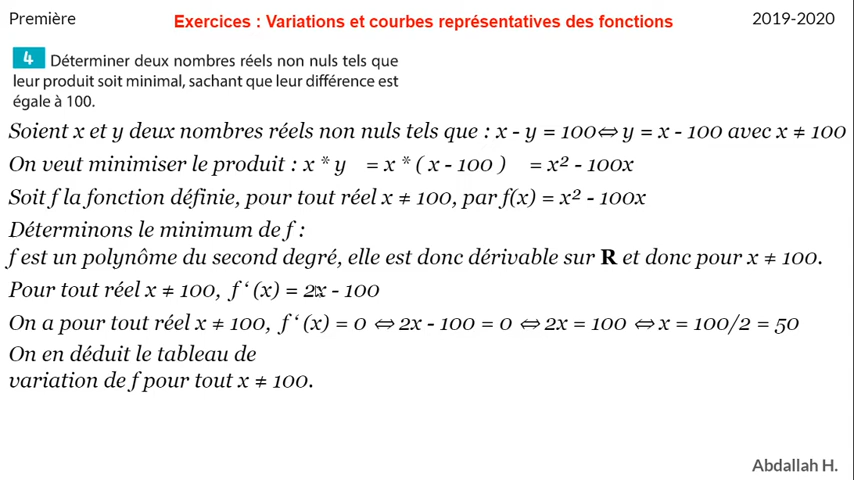 Première
Exercices : Variations et courbes représentatives des fonctions
2019-2020
4 Déterminer deux nombres réels non nuls tels que
leur produit soit minimal, sachant que leur différence est
égale à 100.
Soient x et y deux nombres réels non nuls tels que : x - y = 100⇔ y = x - 100 avec x ≠ 100
On veut minimiser le produit : x * y = x * ( x - 100 ) = x² - 100x
Soit f la fonction définie, pour tout réel x ≠ 100, par f(x) = x² - 100x
Déterminons le minimum de f :
f est un polynôme du second degré, elle est donc dérivable sur R et donc pour x ≠ 100.
Pour tout réel x ≠ 100, f ‘ (x) = 2x - 100
On a pour tout réel x ≠ 100, f ‘ (x) = 0 ⇔ 2x - 100 = 0 ⇔ 2x = 100 ⇔ x = 100/2 = 50
On en déduit le tableau de
variation de f pour tout x ≠ 100.
Abdallah H.